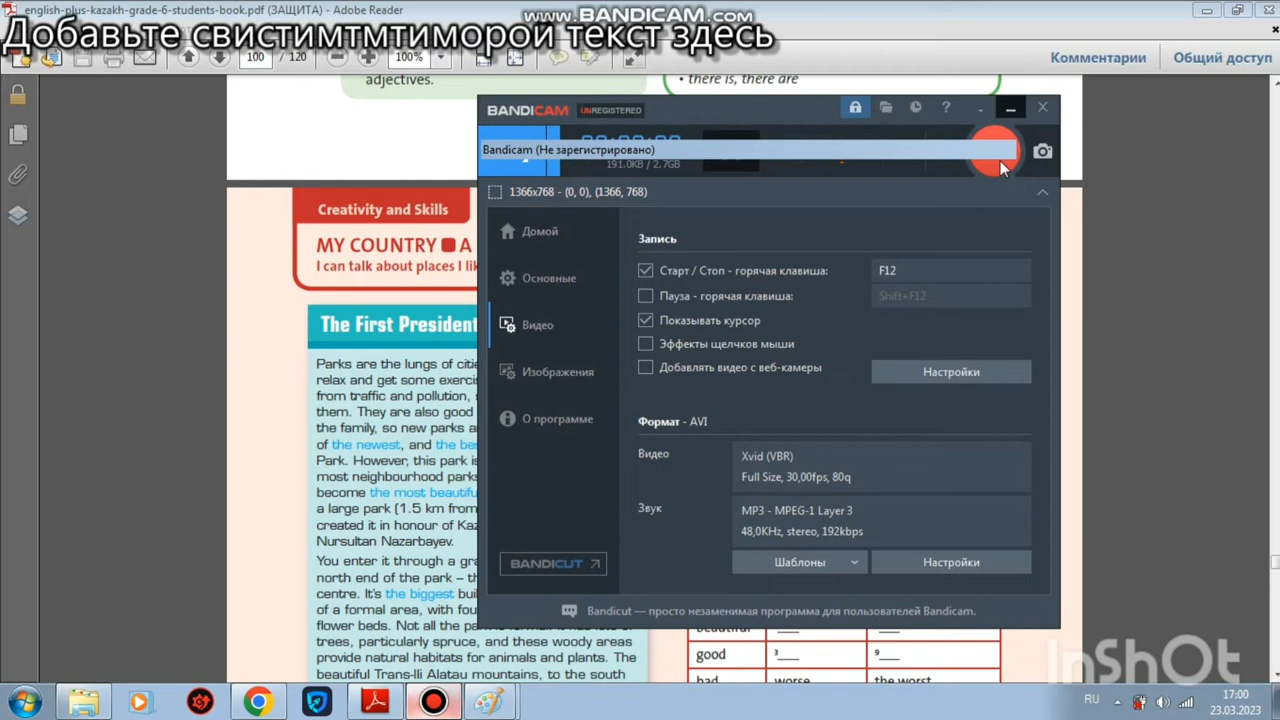 english-plus-kazakh-grade-6-students-book.pdf (ЗАЩИТА) - Adobe Reader
www.BANDICAM.com
Добавьте свистимтмтиморой текст здесь
100 / 120
100%
Комментарии
Общий доступ
adjectives.
• there is, there are
BANDICAM UNREGISTERED
Bandicam (Не зарегистрировано)
191.0KB / 2.7GB
1366x768 - (0, 0), (1366, 768)
Creativity and Skills
MY COUNTRY ■ A
I can talk about places I li
The First President
Parks are the lungs of citie
relax and get some exerci
from traffic and pollution,
them. They are also good
the family, so new parks a
of the newest, and the bes
Park. However, this park is
most neighbourhood parks
become the most beautifu
a large park (1.5 km from
created it in honour of Kaz
Nursultan Nazarbayev.
You enter it through a gra
north end of the park – th
centre. It's the biggest buil
of a formal area, with fou
flower beds. Not all the
trees, particularly spruce, and these woody areas
provide natural habitats for animals and plants. The
beautiful Trans-Ili Alatau mountains, to the south
Домой
Основные
Видео
Изображения
О программе
BANDICUT
Запись
Старт / Стоп - горячая клавиша:
F12
Пауза - горячая клавиша:
Shift+F12
Показывать курсор
Эффекты щелчков мыши
Добавлять видео с веб-камеры
Настройки
Формат - AVI
Видео
Xvid (VBR)
Full Size, 30,00fps, 80q
Звук
MP3 - MPEG-1 Layer 3
48,0KHz, stereo, 192kbps
Шаблоны
Настройки
Bandicut — просто незаменимая программа для пользователей Bandicam.
beautiful
good 3 9
bad worse the worst
InShOt
RU
17:00
23.03.2023